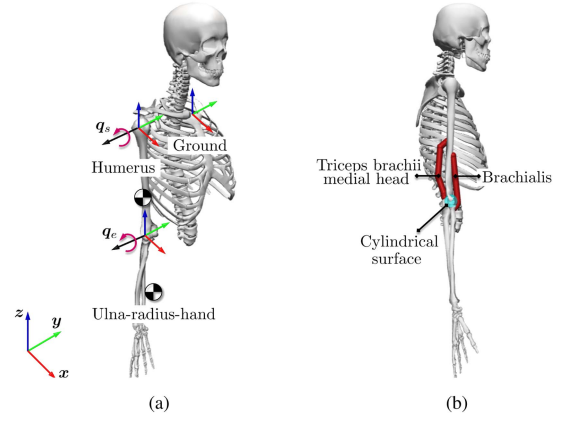 q_s
Humerus
Ground
q_e
Ulna-radius-hand
z
y
x
(a)
Triceps brachii
medial head
Brachialis
Cylindrical
surface
(b)